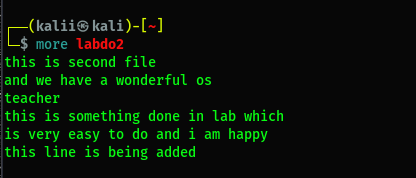 ┌──(kalii㉿kali)-[~]
└─$ more labdo2
this is second file
and we have a wonderful os
teacher
this is something done in lab which
is very easy to do and i am happy
this line is being added